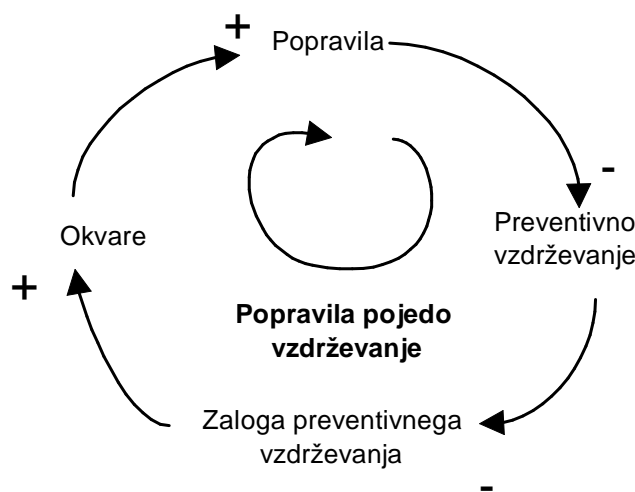 +
Popravila
-
Okvare
Preventivno
vzdrževanje
+
Popravila pojedo
vzdrževanje
Zaloga preventivnega
vzdrževanja
-